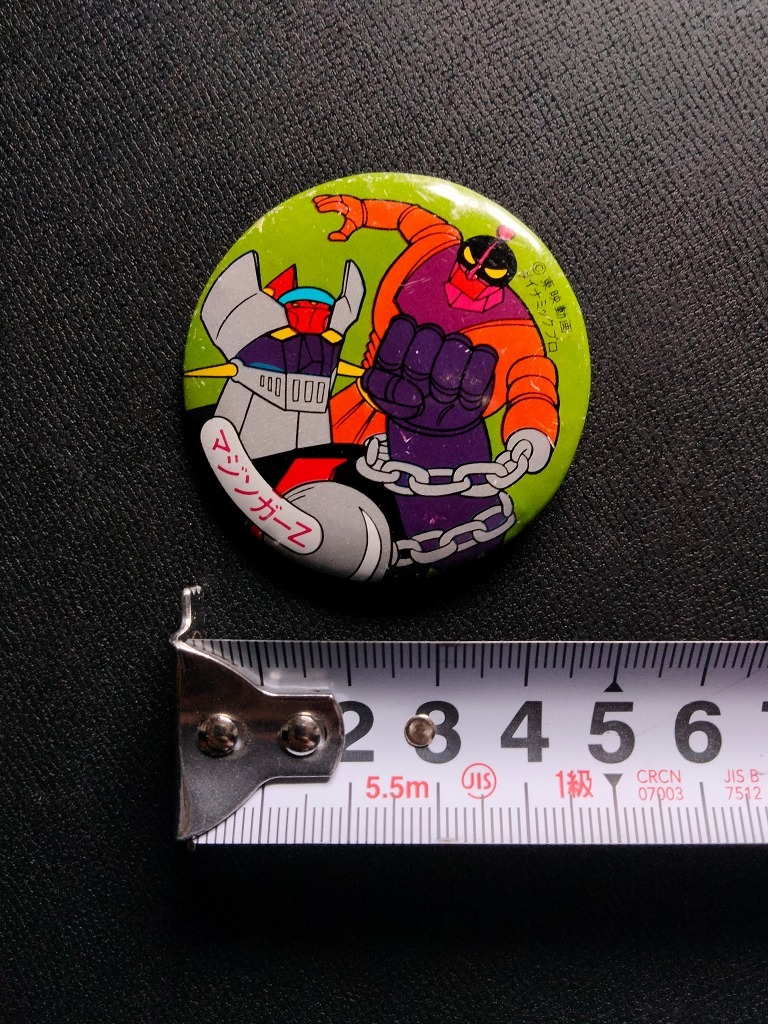 ©東映動画
ダイナミックプロ
マジンガーZ
2 3 4 5 6 7
5.5m JIS 1級 CRCN JIS B-
07003 7512